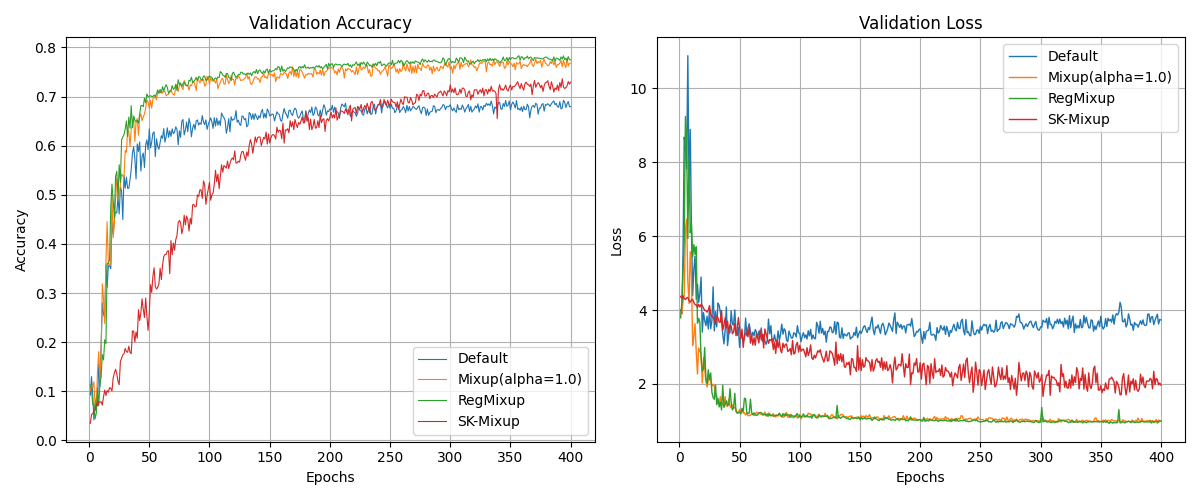 Validation Accuracy
0.8
0.7
0.6
0.5
0.4
0.3
0.2
0.1
0.0
Accuracy
Default
Mixup(alpha=1.0)
RegMixup
SK-Mixup
0 50 100 150 200 250 300 350 400
Epochs
Validation Loss
10
8
6
4
2
Loss
Default
Mixup(alpha=1.0)
RegMixup
SK-Mixup
0 50 100 150 200 250 300 350 400
Epochs